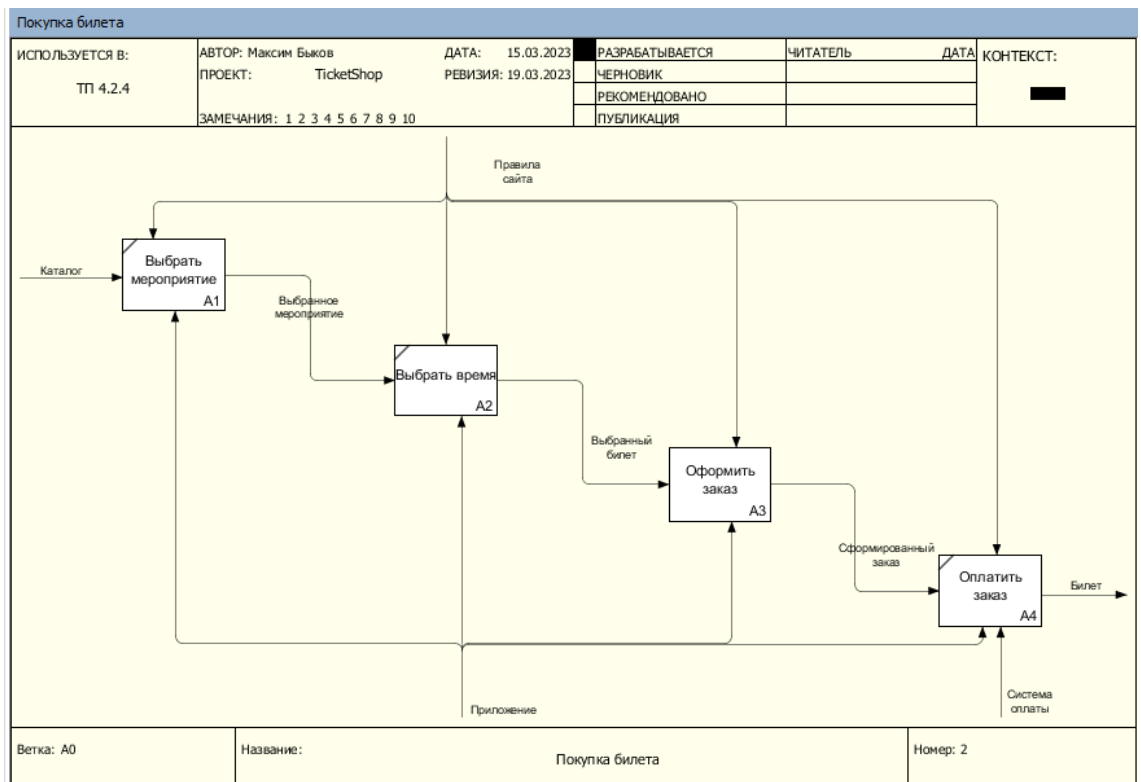 Покупка билета
ИСПОЛЬЗУЕТСЯ В:
ТП 4.2.4
АВТОР: Максим Быков
ДАТА: 15.03.2023
ПРОЕКТ: TicketShop
РЕВИЗИЯ: 19.03.2023
ЗАМЕЧАНИЯ: 1 2 3 4 5 6 7 8 9 10
РАЗРАБАТЫВАЕТСЯ
ЧЕРНОВИК
РЕКОМЕНДОВАНО
ПУБЛИКАЦИЯ
ЧИТАТЕЛЬ
ДАТА
КОНТЕКСТ:
Правила
сайта
Каталог
Выбрать
мероприятие
A1
Выбранное
мероприятие
Выбрать время
A2
Выбранный
билет
Оформить
заказ
A3
Сформированный
заказ
Оплатить
заказ
A4
Билет
Приложение
Система
оплаты
Ветка: A0
Название:
Покупка билета
Номер: 2